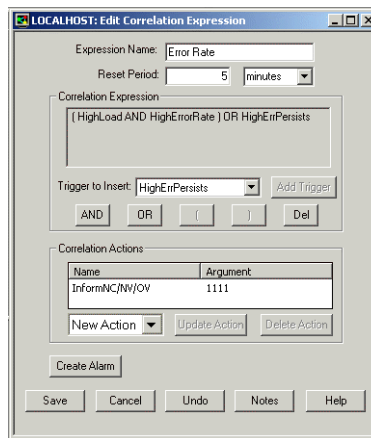 LOCALHOST: Edit Correlation Expression
Expression Name: Error Rate
Reset Period: 5 minutes
Correlation Expression
( HighLoad AND HighErrorRate ) OR HighErrPersists
Trigger to Insert: HighErrPersists Add Trigger
AND OR ( ) Del
Correlation Actions
Name Argument
InformNC/NV/OV 1111
New Action Update Action Delete Action
Create Alarm
Save Cancel Undo Notes Help